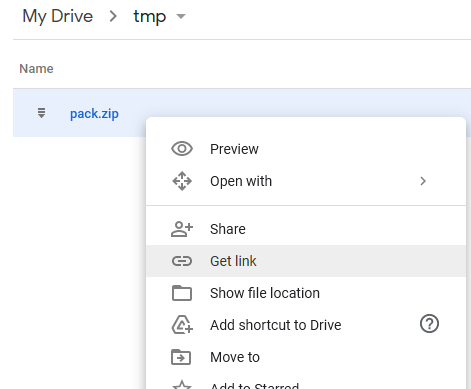 My Drive > tmp
Name
pack.zip
Preview
Open with
Share
Get link
Show file location
Add shortcut to Drive
Move to
Add to Starred